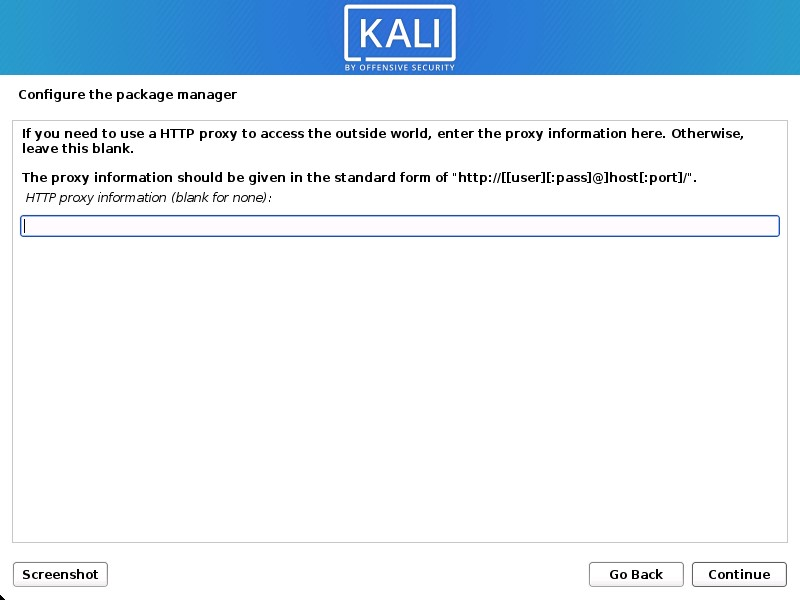 KALI
BY OFFENSIVE SECURITY
Configure the package manager
If you need to use a HTTP proxy to access the outside world, enter the proxy information here. Otherwise,
leave this blank.
The proxy information should be given in the standard form of "http://[[user][:pass]@]host[:port]/".
HTTP proxy information (blank for none):
Screenshot
Go Back
Continue